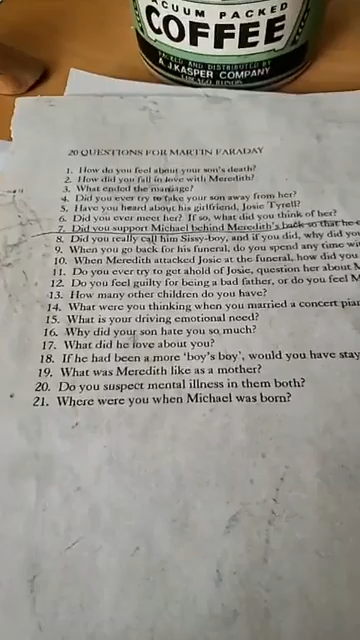 VACUUM PACKED
COFFEE
PACKED AND DISTRIBUTED BY
A. J. KASPER COMPANY
CHICAGO, ILLINOIS
20 QUESTIONS FOR MARTIN FARADAY
1. How do you feel about your son's death?
2. How did you fall in love with Meredith?
3. What ended the marriage?
4. Did you ever try to take your son away from her?
5. Have you heard about his girlfriend, Josie Tyrell?
6. Did you ever meet her? If so, what did you think of her?
7. Did you support Michael behind Meredith's back so that he
8. Did you really call him Sissy-boy, and if you did, why did you
9. When you go back for his funeral, do you spend any time
10. When Meredith attacked Josie at the funeral, how did you
11. Do you ever try to get ahold of Josie, question her about
12. Do you feel guilty for being a bad father, or do you feel
13. How many other children do you have?
14. What were you thinking when you married a concert
15. What is your driving emotional need?
16. Why did your son hate you so much?
17. What did he love about you?
18. If he had been a more 'boy's boy', would you have
19. What was Meredith like as a mother?
20. Do you suspect mental illness in them both?
21. Where were you when Michael was born?